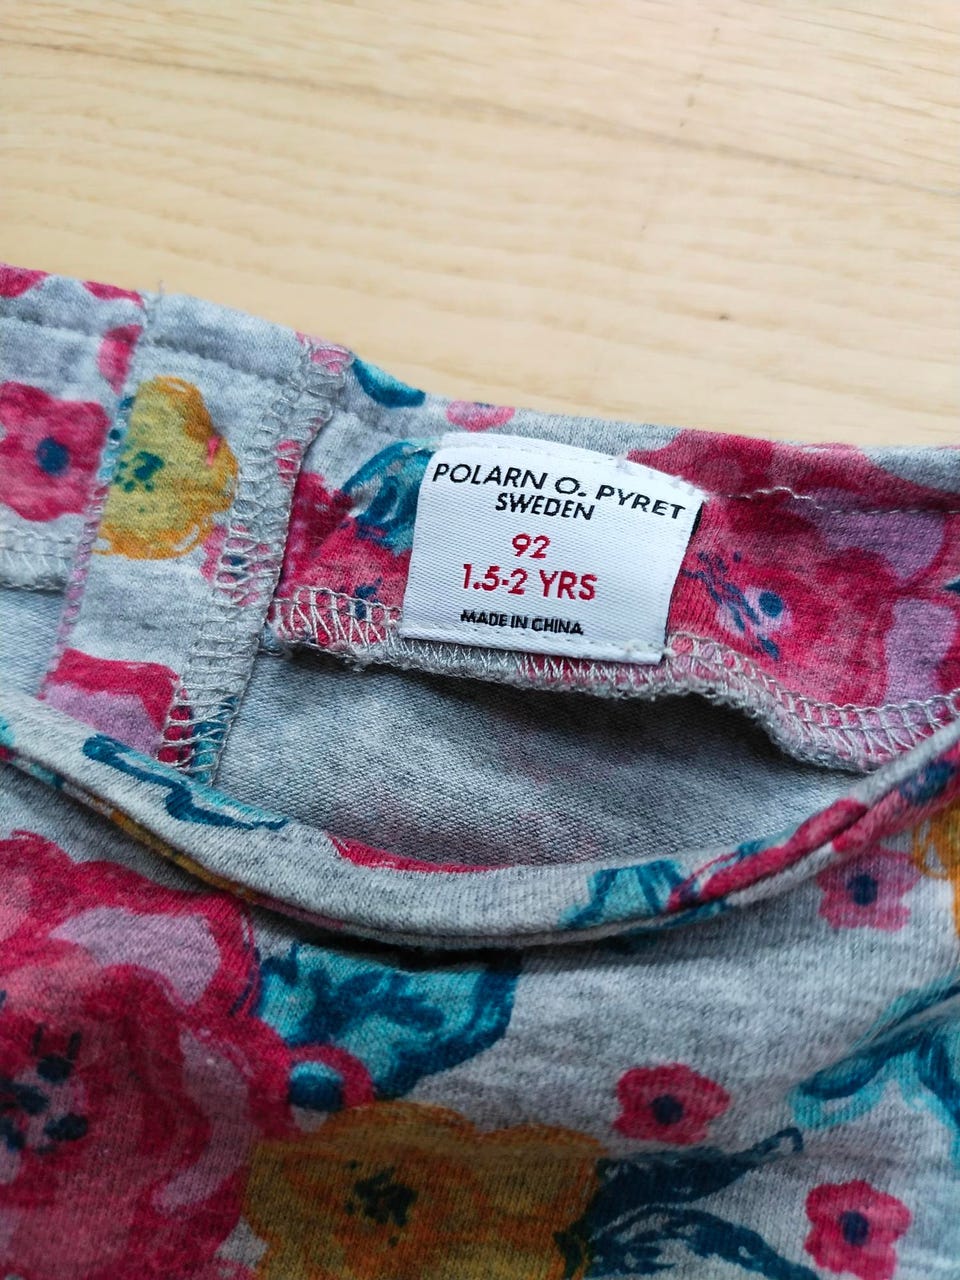 POLARN O. PYRET
SWEDEN
92
1.5-2 YRS
MADE IN CHINA